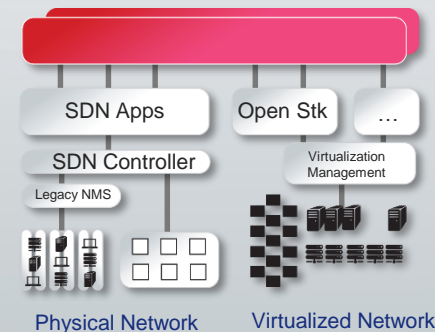 SDN Apps
Open Stk
...
SDN Controller
Virtualization
Management
Legacy NMS
Physical Network
Virtualized Network